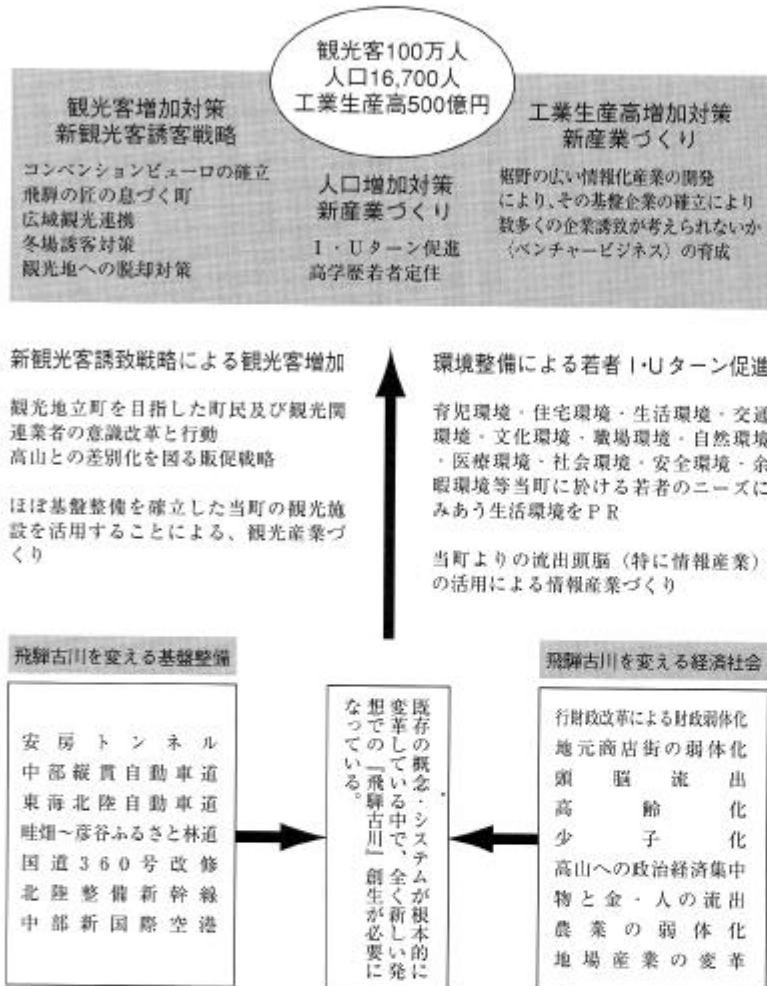 観光客100万人
人口16,700人
工業生産高500億円
観光客増加対策
新観光客誘客戦略
コンベンションビューロの確立
飛騨の匠の息づく町
広域観光連携
冬場誘客対策
観光地への脱却対策
人口増加対策
新産業づくり
I・Uターン促進
高学歴若者定住
工業生産高増加対策
新産業づくり
裾野の広い情報化産業の開発
により、その基盤企業の確立により
数多くの企業誘致が考えられないか
〈ベンチャービジネス〉の育成
新観光客誘致戦略による観光客増加
観光地立町を目指した町民及び観光関
連業者の意識改革と行動
高山との差別化を図る販促戦略
ほぼ基盤整備を確立した当町の観光施
設を活用することによる、観光産業づ
くり
環境整備による若者I・Uターン促進
育児環境・住宅環境・生活環境・交通
環境・文化環境・職場環境・自然環境
・医療環境・社会環境・安全環境・余
暇環境等当町に於ける若者のニーズに
みあう生活環境をPR
当町よりの流出頭脳（特に情報産業）
の活用による情報産業づくり
飛騨古川を変える基盤整備
安房トンネル
中部縦貫自動車道
東海北陸自動車道
畦畑～彦谷ふるさと林道
国道360号改修
北陸整備新幹線
中部新国際空港
既存の概念・システムが根本的に
変革している中で、全く新しい発
想での『飛騨古川』創生が必要に
なっている。
飛騨古川を変える経済社会
行財政改革による財政弱体化
地元商店街の弱体化
頭脳流出
高齢化
少子化
高山への政治経済集中
物と金・人の流出
農業の弱体化
地場産業の変革